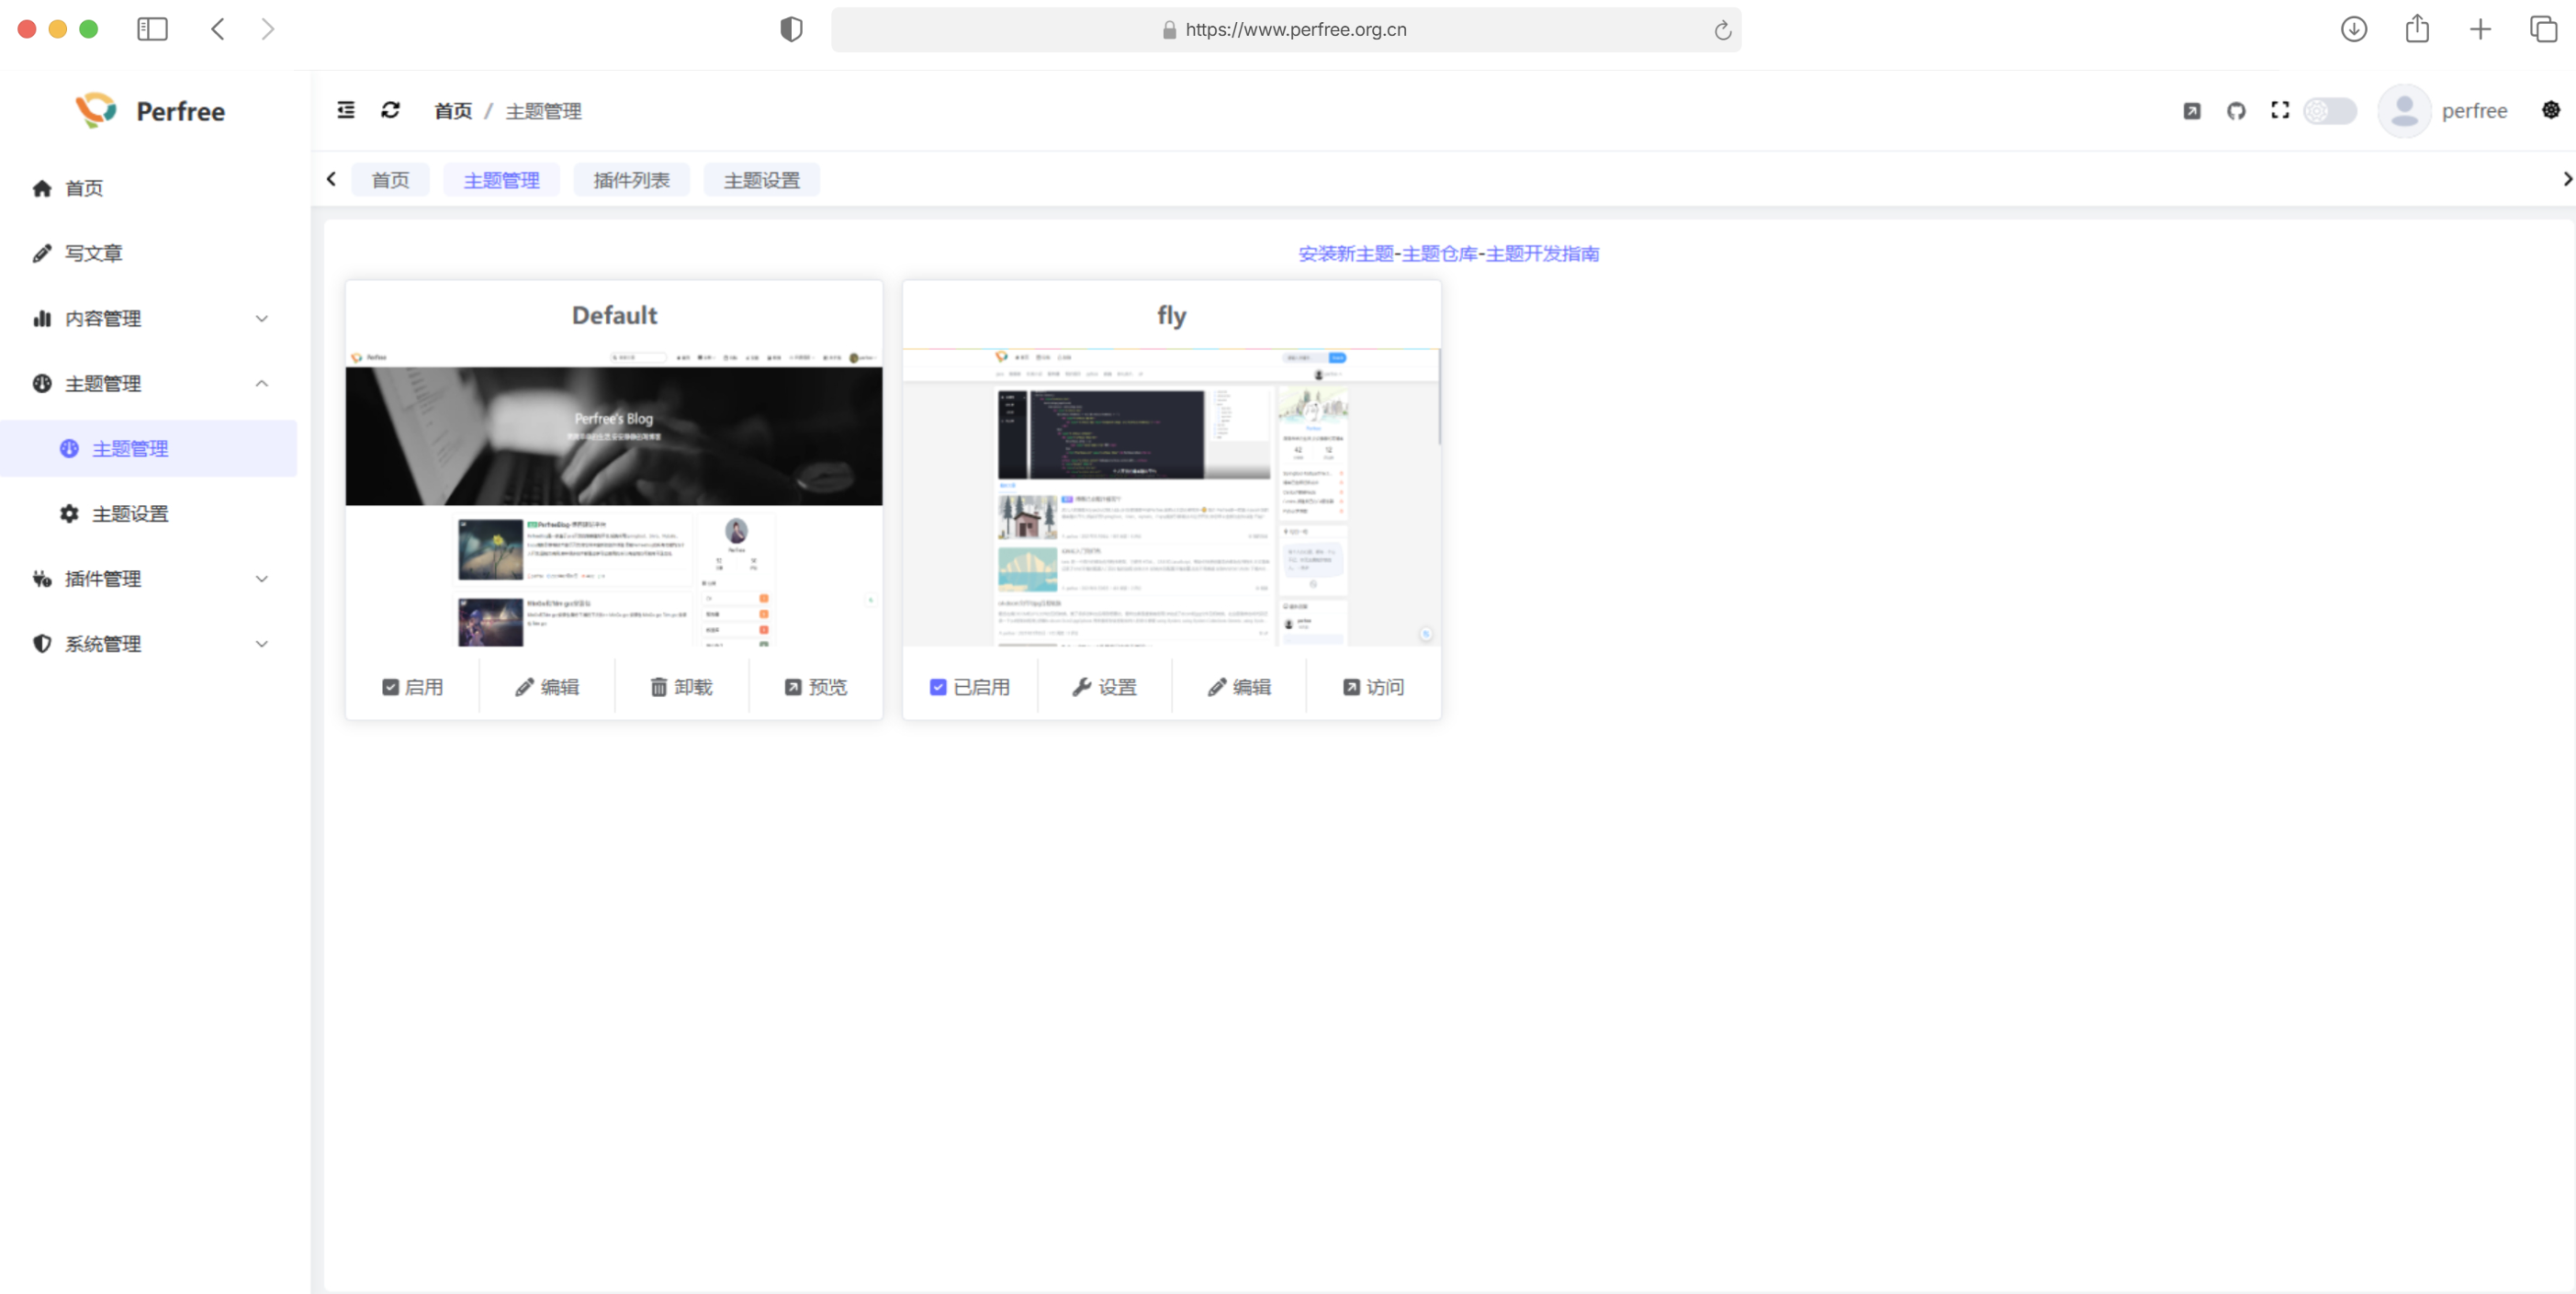 https://www.perfree.org.cn
Perfree
首页 / 主题管理
perfree
首页
主题管理
插件列表
主题设置
首页
写文章
内容管理
主题管理
主题管理
主题设置
插件管理
系统管理
安装新主题-主题仓库-主题开发指南
Default
Perfree
Perfree's Blog
启用
编辑
卸载
预览
fly
已启用
设置
编辑
访问